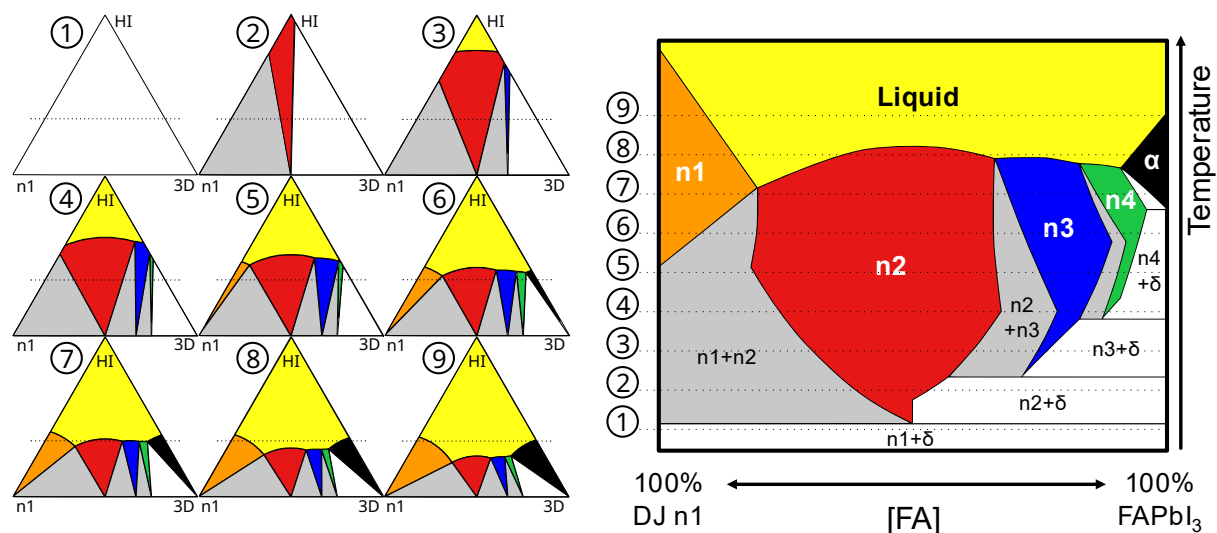 ① HI
② HI
③ HI
n1 3D
n1 3D
n1 3D
④ HI
⑤ HI
⑥ HI
n1 3D
n1 3D
n1 3D
⑦ HI
⑧ HI
⑨ HI
n1 3D
n1 3D
n1 3D
Temperature
⑨
⑧
⑦
⑥
⑤
④
③
②
①
Liquid
α
n1
n4
n3
n2
n4
+δ
n2
+n3
n1+n2
n3+δ
n2+δ
n1+δ
100%
DJ n1
[FA]
100%
FAPbI₃